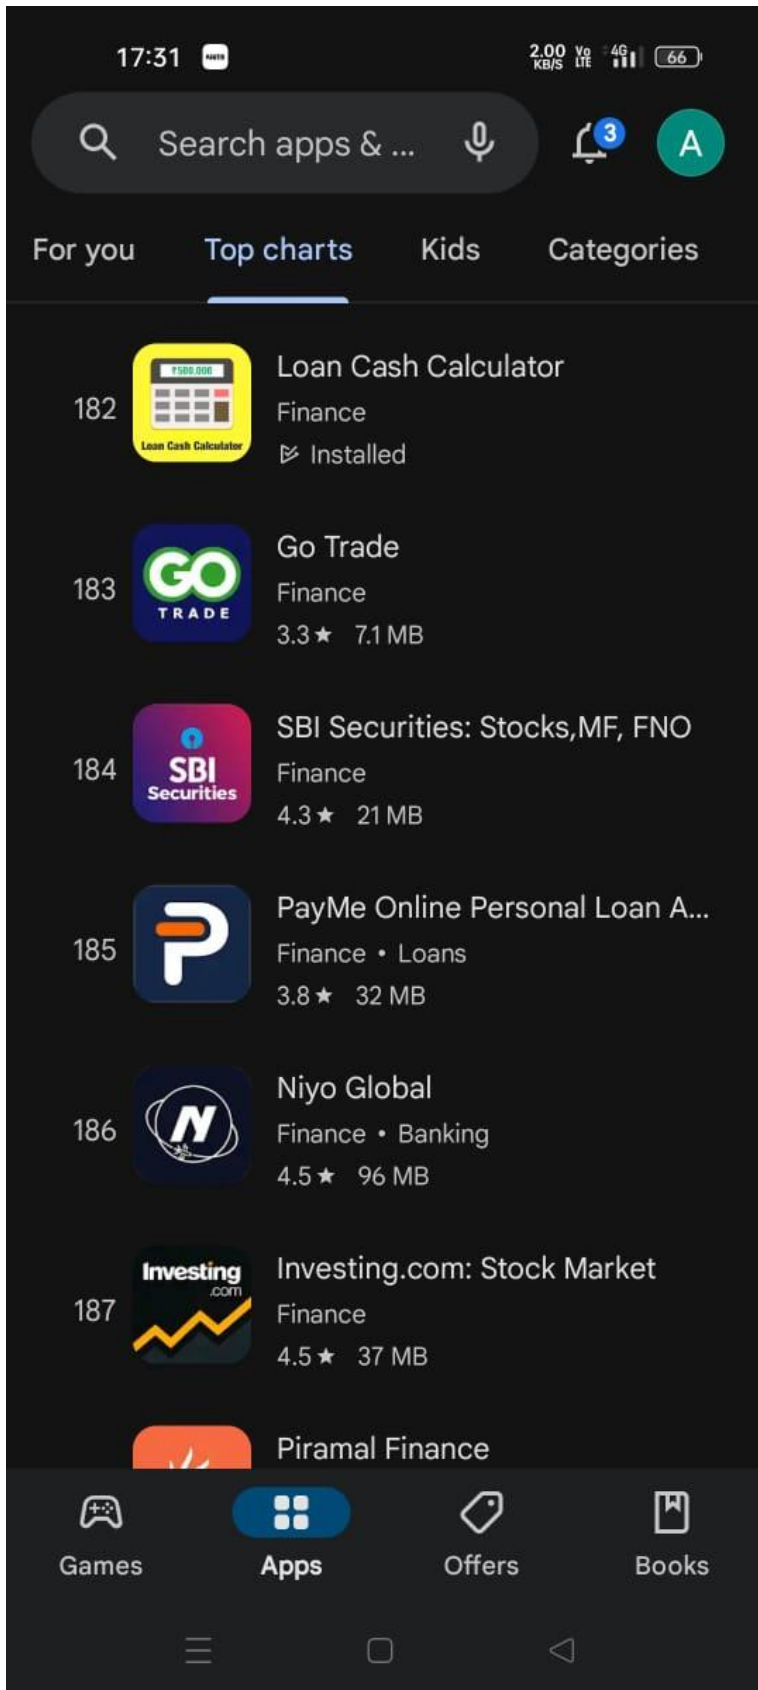 17:31
2.00
KB/S
Vo
LTE
4G
66
Search apps & ...
3
A
For you
Top charts
Kids
Categories
182
₹500,000
Loan Cash Calculator
Loan Cash Calculator
Finance
Installed
183
GO
TRADE
Go Trade
Finance
3.3★ 7.1 MB
184
SBI
Securities
SBI Securities: Stocks,MF, FNO
Finance
4.3★ 21 MB
185
P
PayMe Online Personal Loan A...
Finance • Loans
3.8★ 32 MB
186
N
Niyo Global
Finance • Banking
4.5★ 96 MB
187
Investing
.com
Investing.com: Stock Market
Finance
4.5★ 37 MB
Piramal Finance
Games
Apps
Offers
Books